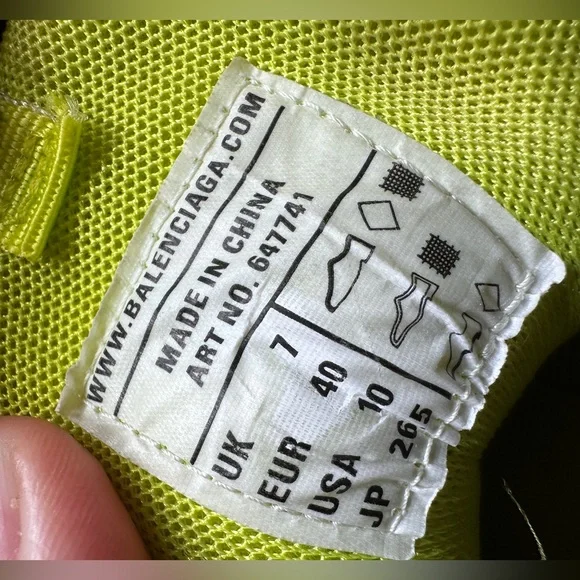 WWW.BALENCIAGA.COM
MADE IN CHINA
ART NO. 647741
UK 7
EUR 40
USA 10
JP 265